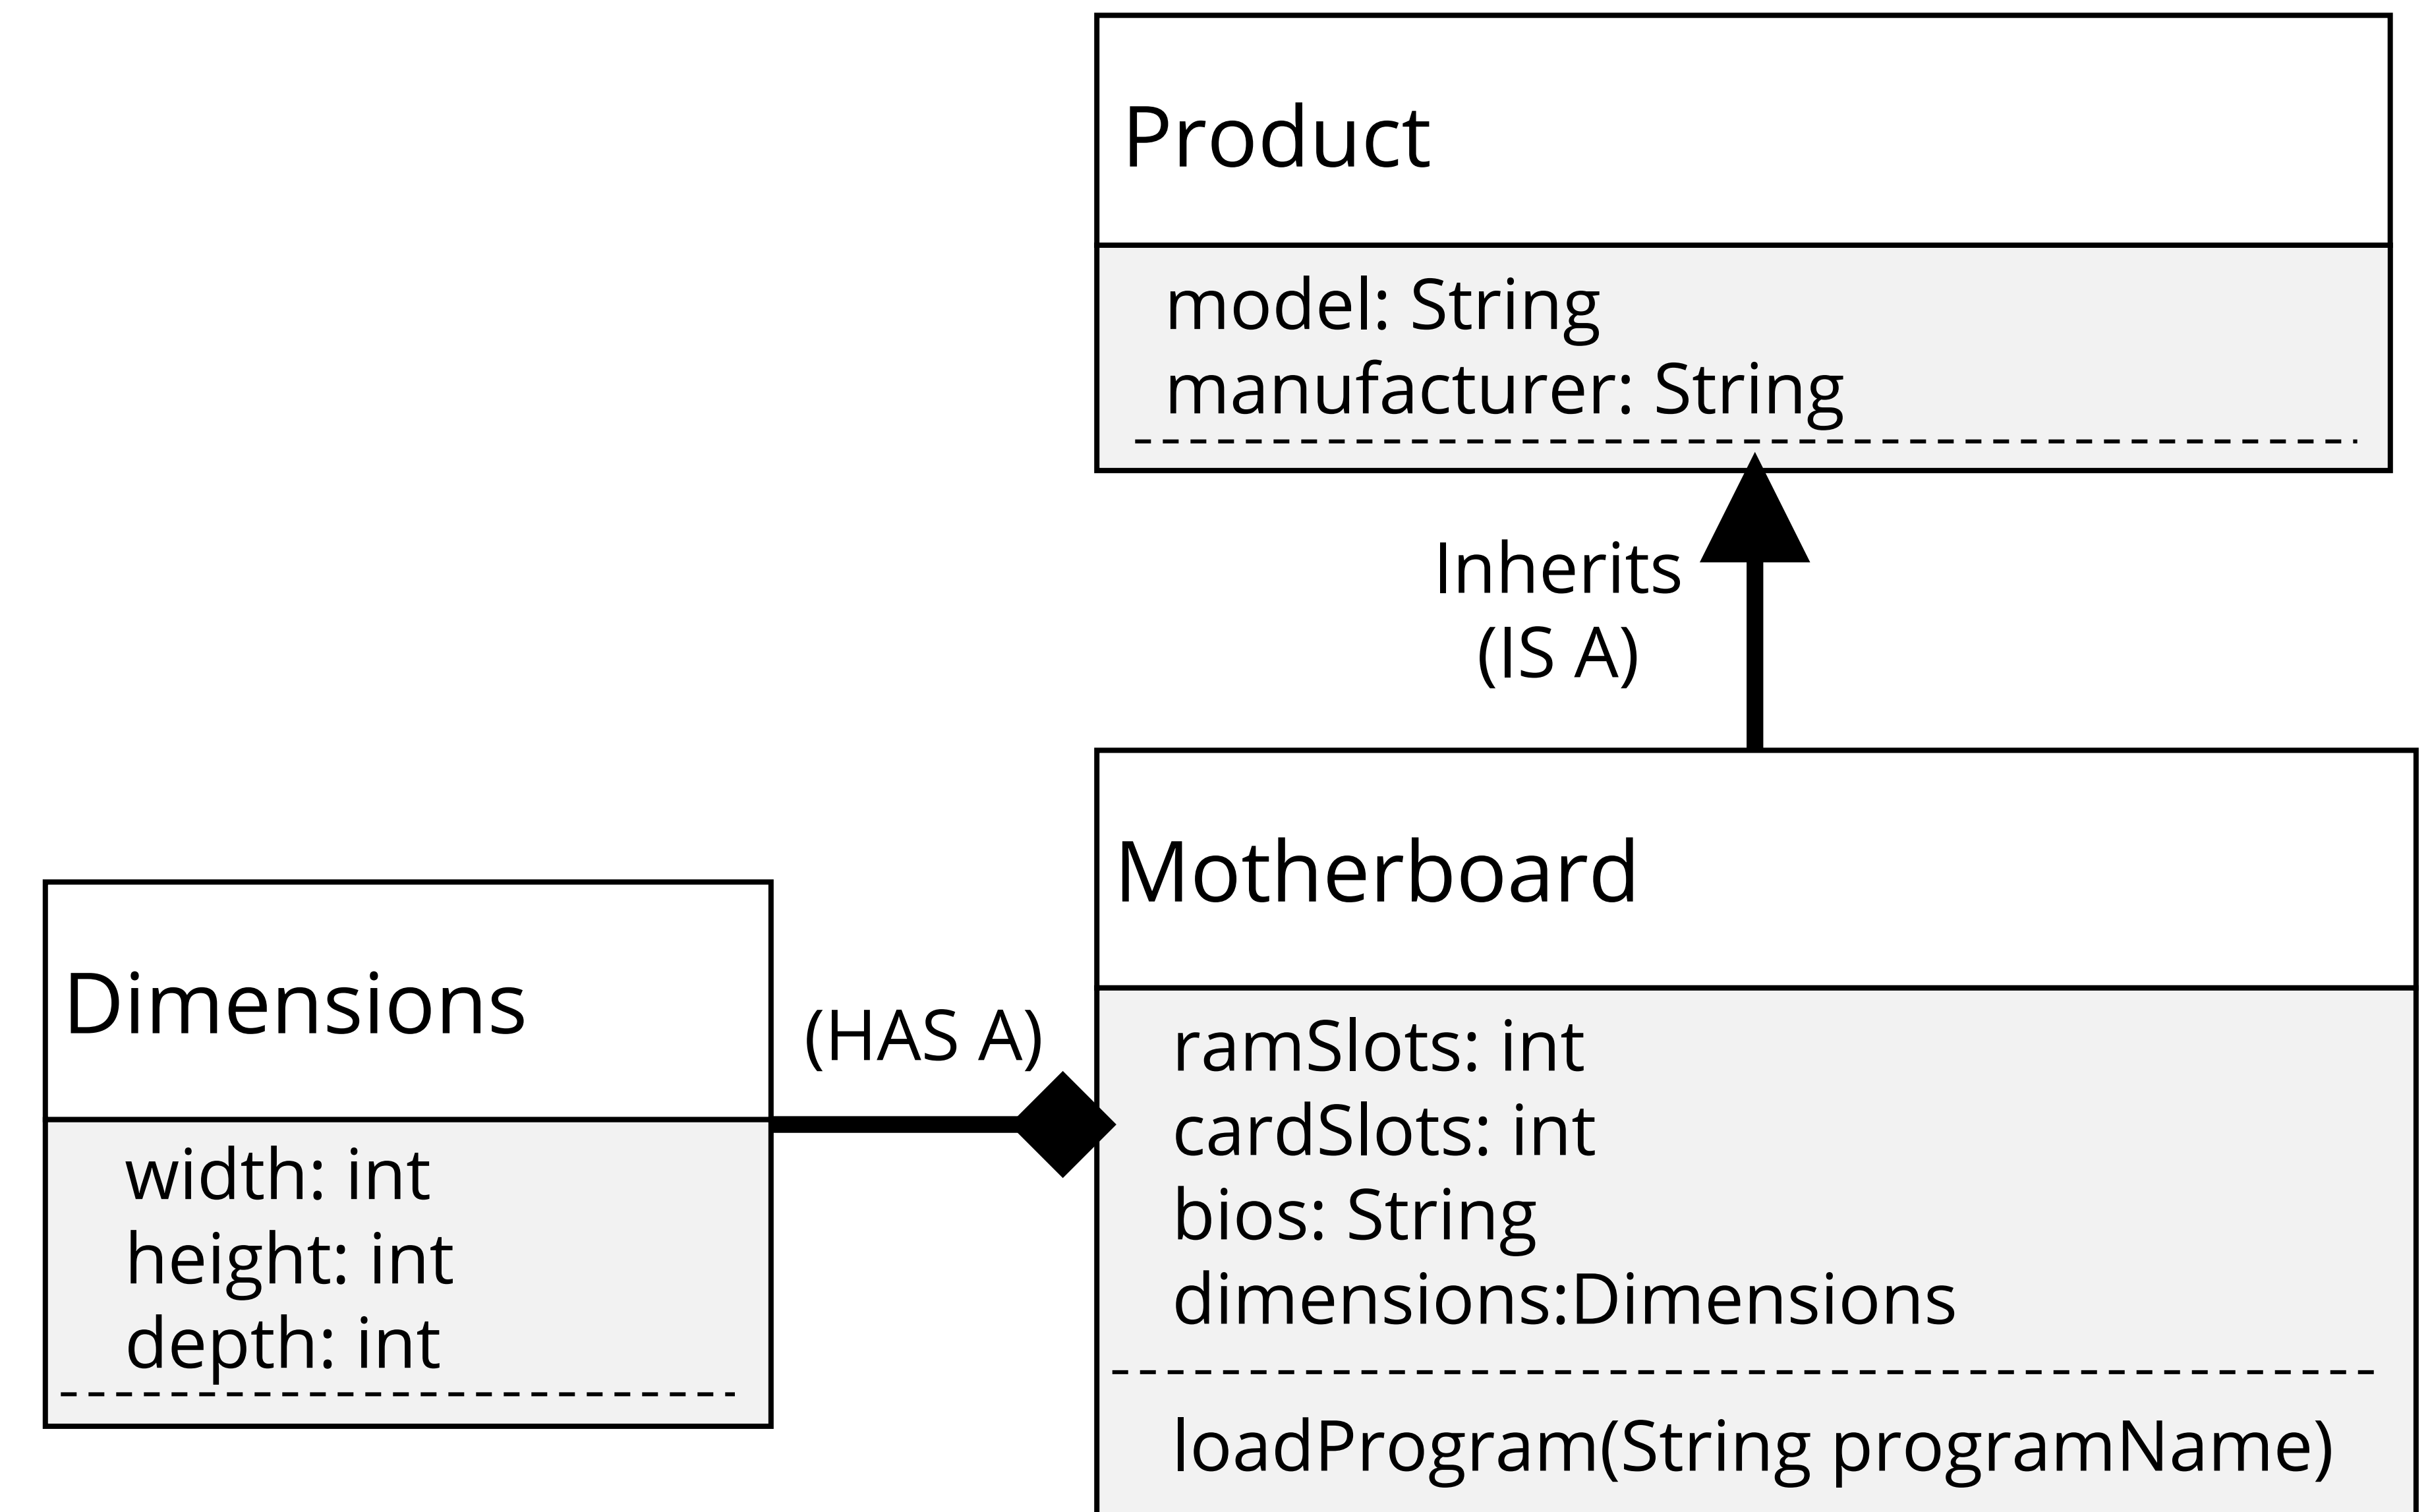 Product
model: String
manufacturer: String
Inherits
(IS A)
Motherboard
ramSlots: int
cardSlots: int
bios: String
dimensions:Dimensions
loadProgram(String programName)
(HAS A)
Dimensions
width: int
height: int
depth: int